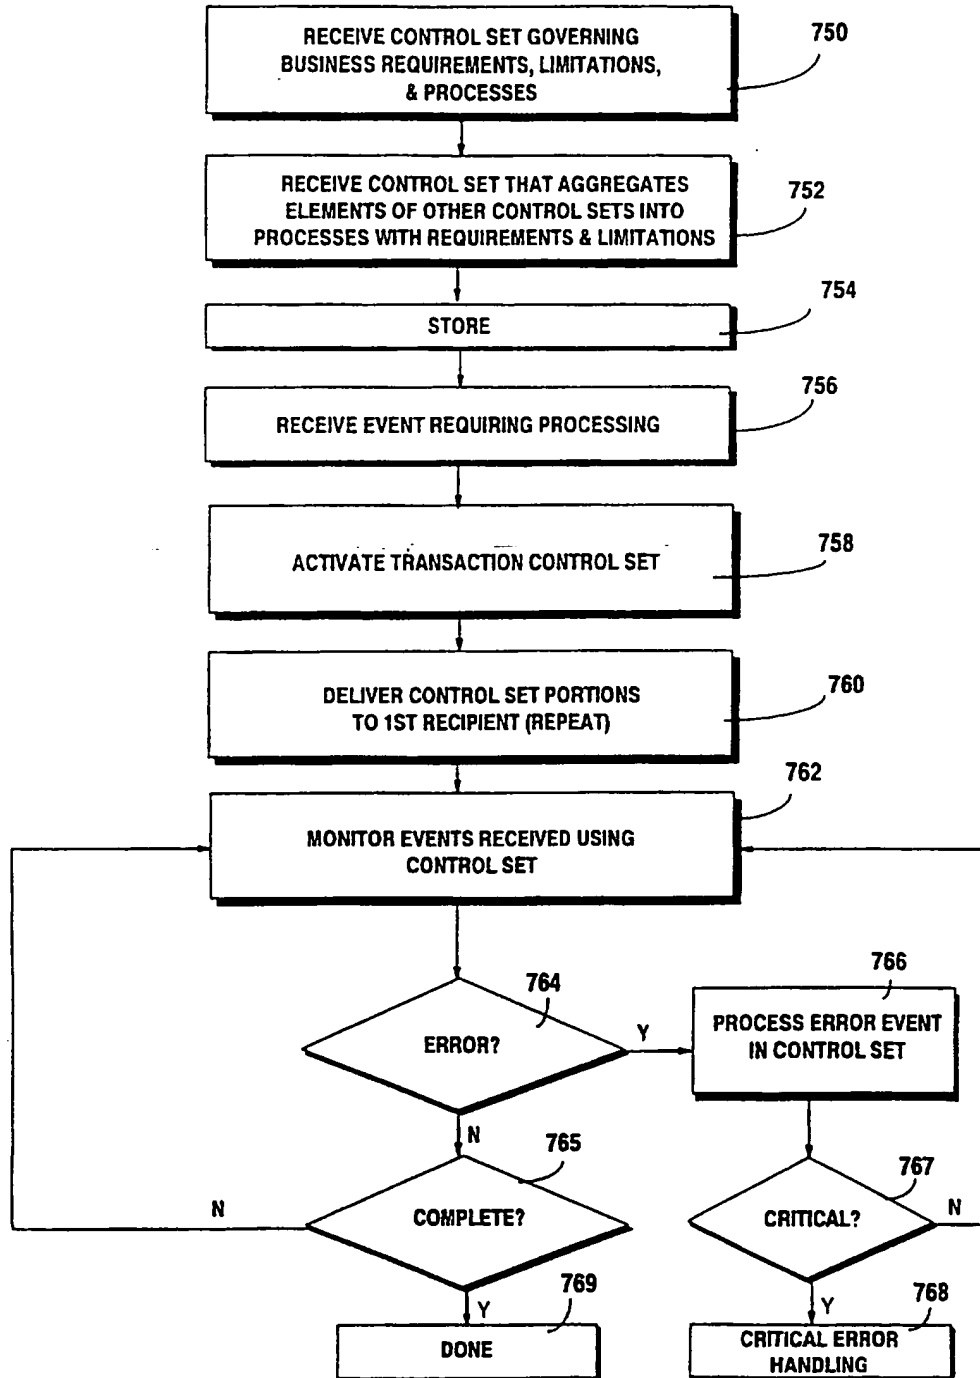 RECEIVE CONTROL SET GOVERNING
BUSINESS REQUIREMENTS, LIMITATIONS,
& PROCESSES
750
RECEIVE CONTROL SET THAT AGGREGATES
ELEMENTS OF OTHER CONTROL SETS INTO
PROCESSES WITH REQUIREMENTS & LIMITATIONS
752
STORE
754
RECEIVE EVENT REQUIRING PROCESSING
756
ACTIVATE TRANSACTION CONTROL SET
758
DELIVER CONTROL SET PORTIONS
TO 1ST RECIPIENT (REPEAT)
760
MONITOR EVENTS RECEIVED USING
CONTROL SET
762
ERROR?
764
Y
N
PROCESS ERROR EVENT
IN CONTROL SET
766
COMPLETE?
765
N
Y
CRITICAL?
767
N
Y
DONE
769
CRITICAL ERROR
HANDLING
768